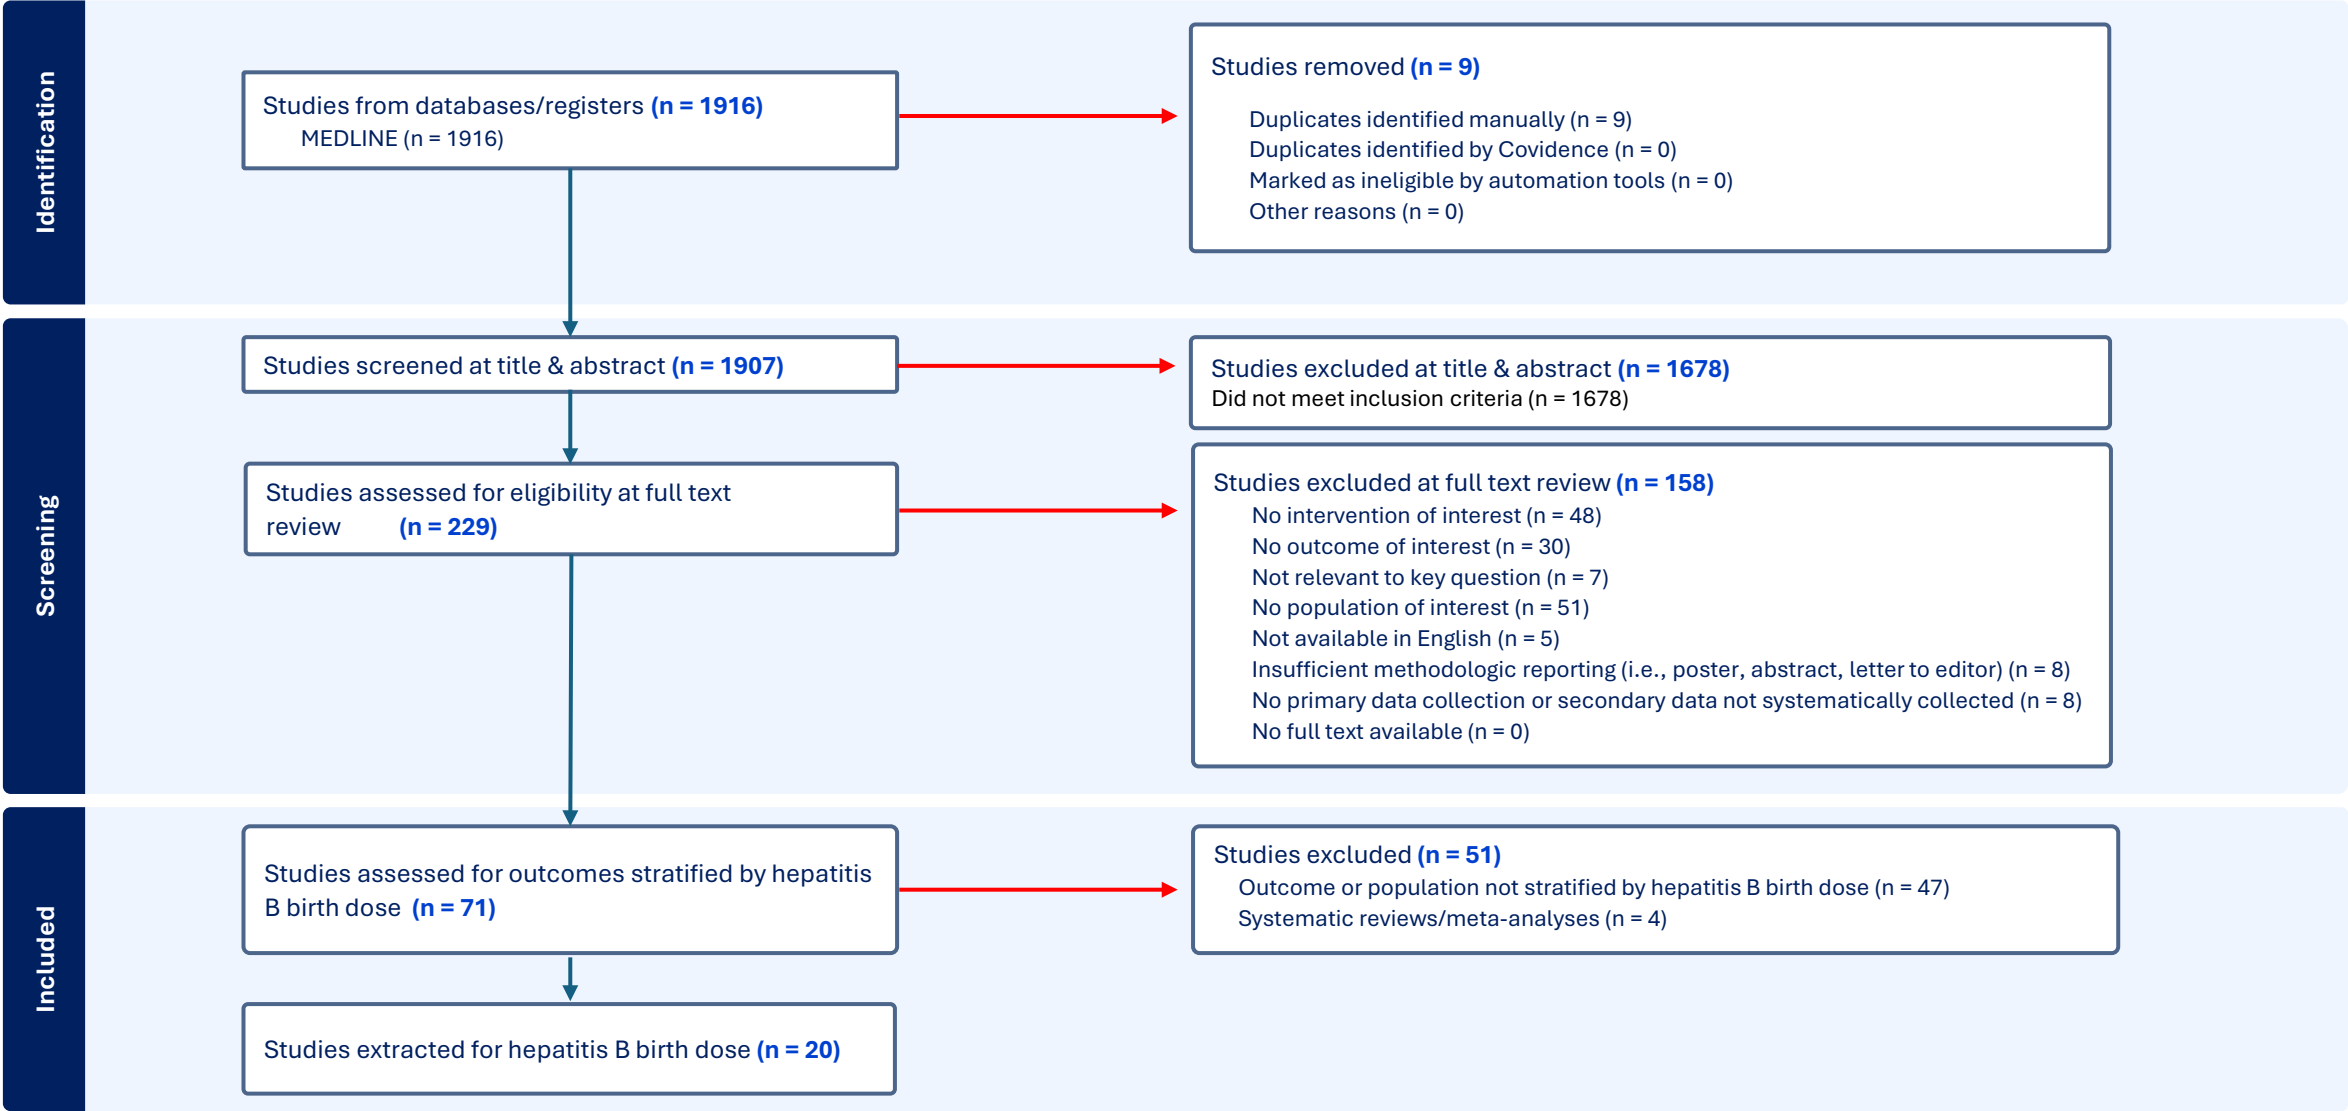 Identification
Studies from databases/registers (n = 1916)
MEDLINE (n = 1916)
Studies removed (n = 9)
Duplicates identified manually (n = 9)
Duplicates identified by Covidence (n = 0)
Marked as ineligible by automation tools (n = 0)
Other reasons (n = 0)
Screening
Studies screened at title & abstract (n = 1907)
Studies excluded at title & abstract (n = 1678)
Did not meet inclusion criteria (n = 1678)
Studies assessed for eligibility at full text
review (n = 229)
Studies excluded at full text review (n = 158)
No intervention of interest (n = 48)
No outcome of interest (n = 30)
Not relevant to key question (n = 7)
No population of interest (n = 51)
Not available in English (n = 5)
Insufficient methodologic reporting (i.e., poster, abstract, letter to editor) (n = 8)
No primary data collection or secondary data not systematically collected (n = 8)
No full text available (n = 0)
Included
Studies assessed for outcomes stratified by hepatitis
B birth dose (n = 71)
Studies excluded (n = 51)
Outcome or population not stratified by hepatitis B birth dose (n = 47)
Systematic reviews/meta-analyses (n = 4)
Studies extracted for hepatitis B birth dose (n = 20)